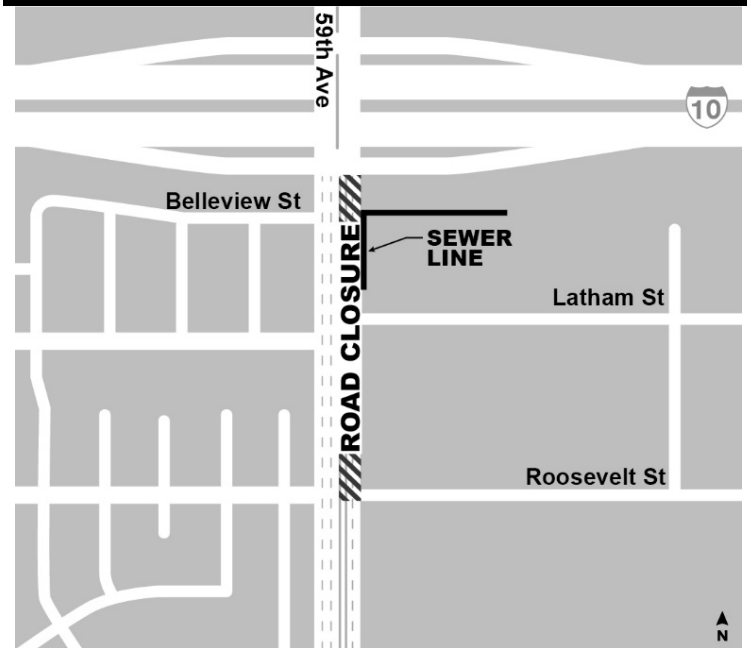 59th Ave
10
Belleview St
SEWER
LINE
ROAD CLOSURE
Latham St
Roosevelt St
N